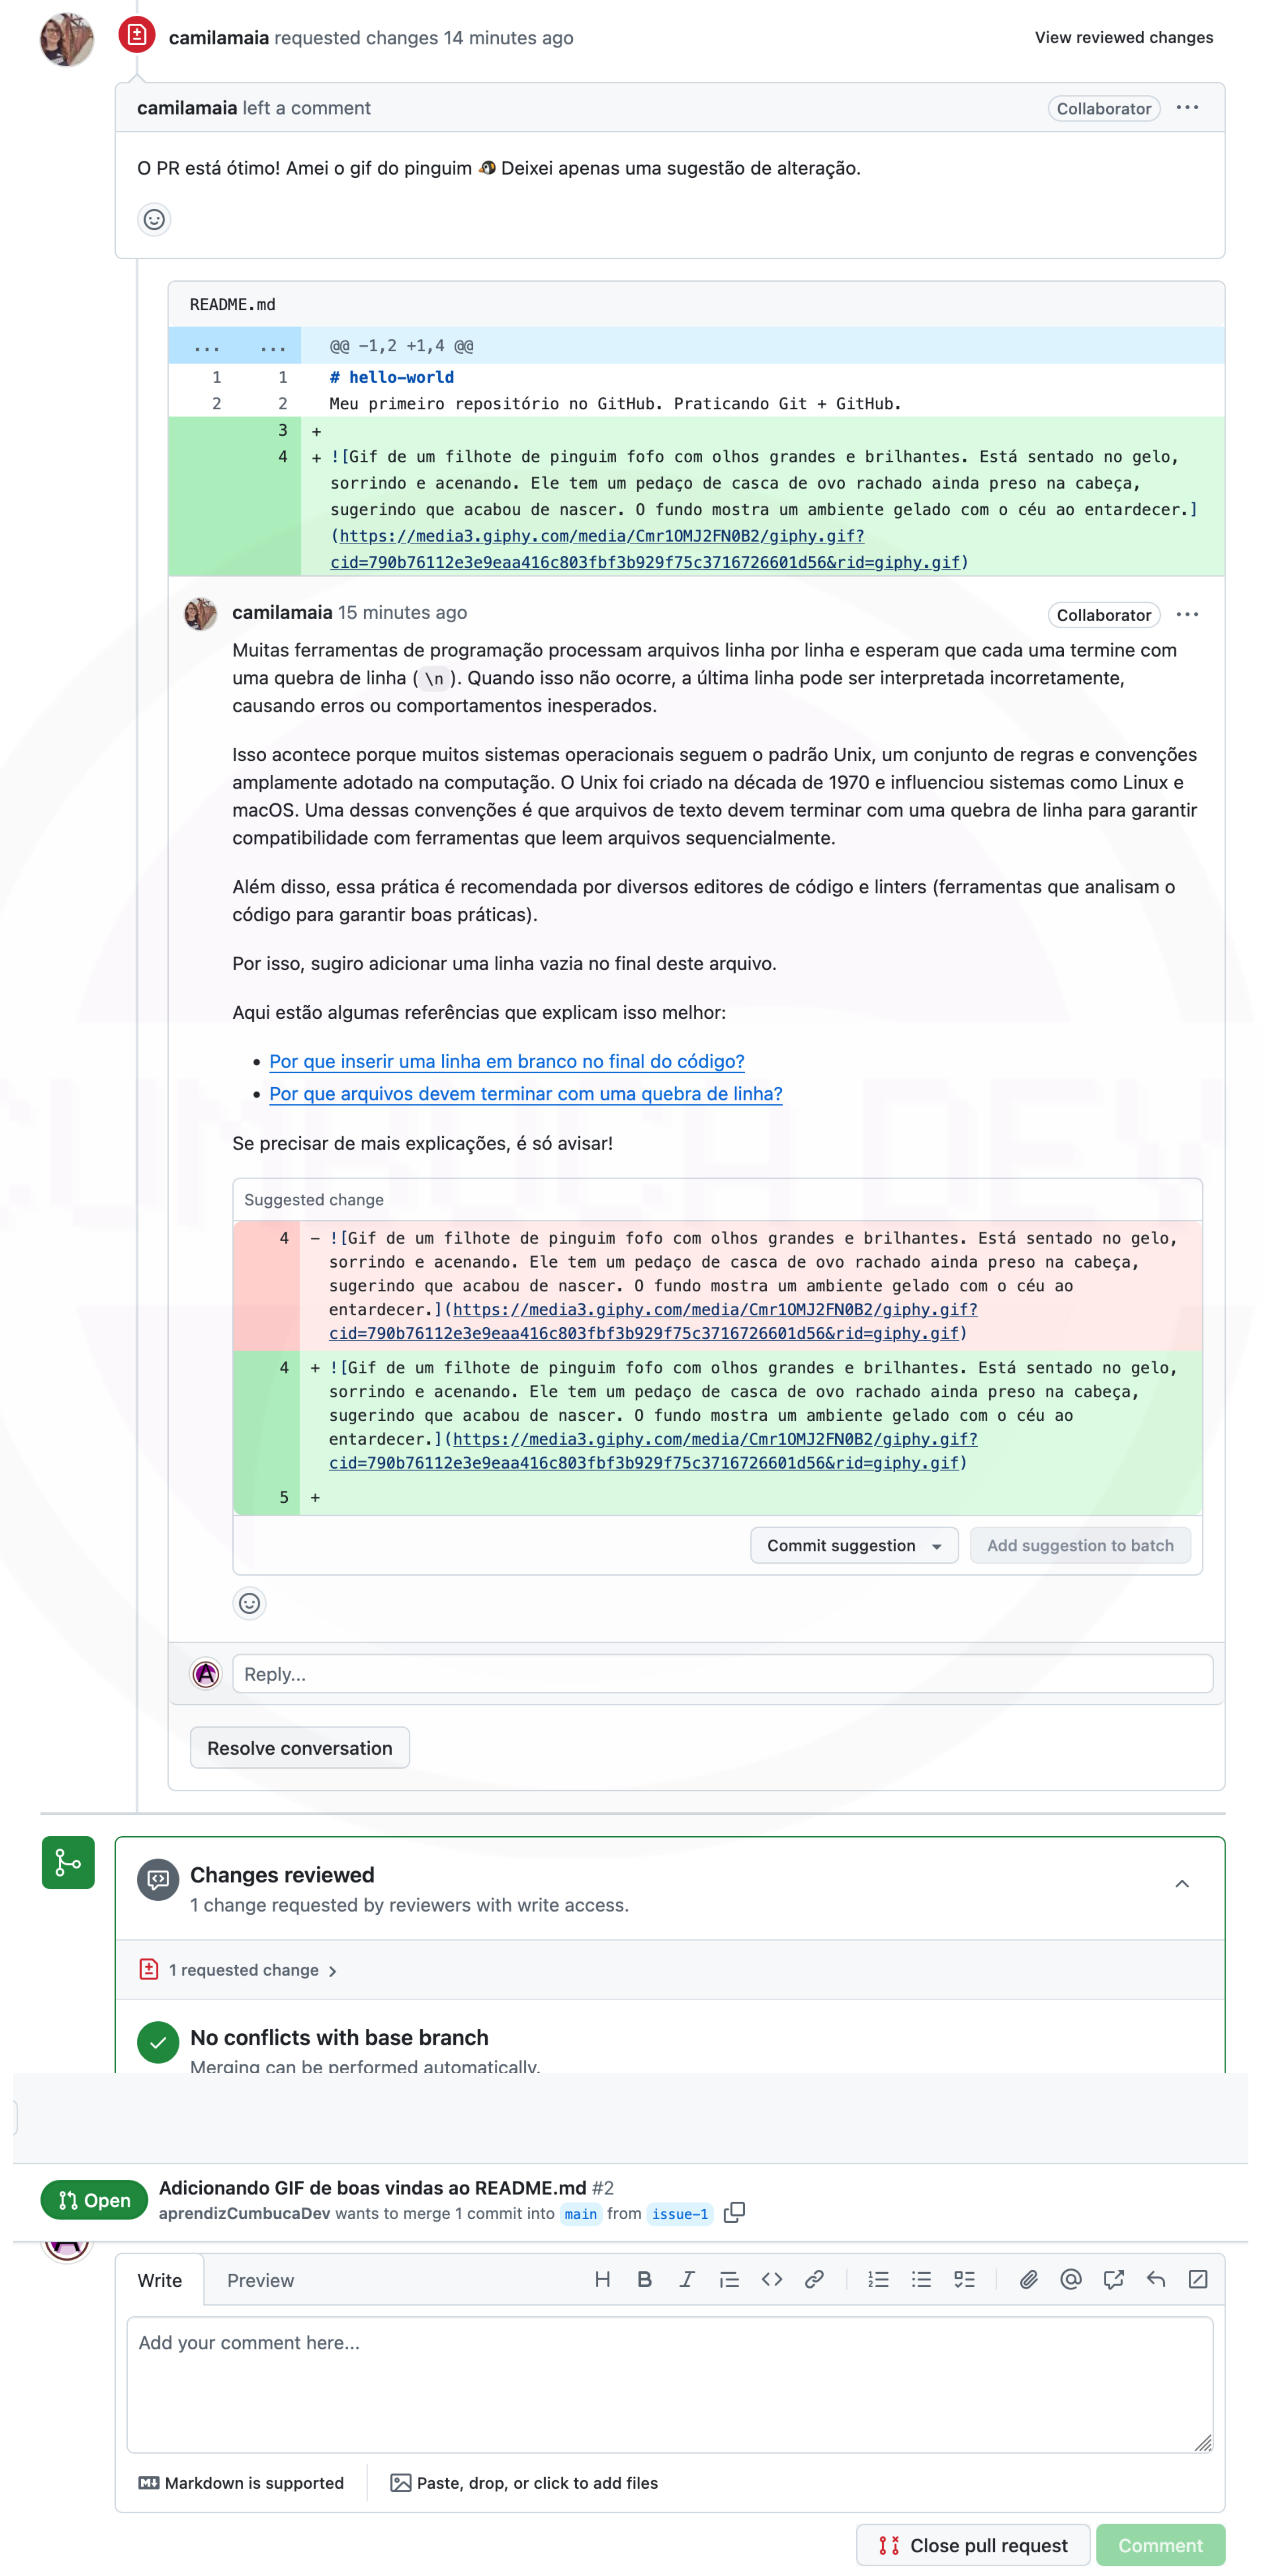 camilamaia requested changes 14 minutes ago
View reviewed changes
camilamaia left a comment
Collaborator
O PR está ótimo! Amei o gif do pinguim 🐧 Deixei apenas uma sugestão de alteração.
README.md
... ... @@ -1,2 +1,4 @@
1 1 # hello-world
2 2 Meu primeiro repositório no GitHub. Praticando Git + GitHub.
3 +
4 + ![Gif de um filhote de pinguim fofo com olhos grandes e brilhantes. Está sentado no gelo,
sorrindo e acenando. Ele tem um pedaço de casca de ovo rachado ainda preso na cabeça,
sugerindo que acabou de nascer. O fundo mostra um ambiente gelado com o céu ao entardecer.]
(https://media3.giphy.com/media/Cmr1OMJ2FN0B2/giphy.gif?
cid=790b76112e3e9eaa416c803fbf3b929f75c3716726601d56&rid=giphy.gif)
camilamaia 15 minutes ago
Collaborator
Muitas ferramentas de programação processam arquivos linha por linha e esperam que cada uma termine com
uma quebra de linha ( \n ). Quando isso não ocorre, a última linha pode ser interpretada incorretamente,
causando erros ou comportamentos inesperados.
Isso acontece porque muitos sistemas operacionais seguem o padrão Unix, um conjunto de regras e convenções
amplamente adotado na computação. O Unix foi criado na década de 1970 e influenciou sistemas como Linux e
macOS. Uma dessas convenções é que arquivos de texto devem terminar com uma quebra de linha para garantir
compatibilidade com ferramentas que leem arquivos sequencialmente.
Além disso, essa prática é recomendada por diversos editores de código e linters (ferramentas que analisam o
código para garantir boas práticas).
Por isso, sugiro adicionar uma linha vazia no final deste arquivo.
Aqui estão algumas referências que explicam isso melhor:
• Por que inserir uma linha em branco no final do código?
• Por que arquivos devem terminar com uma quebra de linha?
Se precisar de mais explicações, é só avisar!
Suggested change
4 - ![Gif de um filhote de pinguim fofo com olhos grandes e brilhantes. Está sentado no gelo,
sorrindo e acenando. Ele tem um pedaço de casca de ovo rachado ainda preso na cabeça,
sugerindo que acabou de nascer. O fundo mostra um ambiente gelado com o céu ao
entardecer.](https://media3.giphy.com/media/Cmr1OMJ2FN0B2/giphy.gif?
cid=790b76112e3e9eaa416c803fbf3b929f75c3716726601d56&rid=giphy.gif)
4 + ![Gif de um filhote de pinguim fofo com olhos grandes e brilhantes. Está sentado no gelo,
sorrindo e acenando. Ele tem um pedaço de casca de ovo rachado ainda preso na cabeça,
sugerindo que acabou de nascer. O fundo mostra um ambiente gelado com o céu ao
entardecer.](https://media3.giphy.com/media/Cmr1OMJ2FN0B2/giphy.gif?
cid=790b76112e3e9eaa416c803fbf3b929f75c3716726601d56&rid=giphy.gif)
5 +
Commit suggestion
Add suggestion to batch
Reply...
Resolve conversation
Changes reviewed
1 change requested by reviewers with write access.
1 requested change
No conflicts with base branch
Merging can be performed automatically.
Open
Adicionando GIF de boas vindas ao README.md #2
aprendizCumbucaDev wants to merge 1 commit into main from issue-1
Write
Preview
Add your comment here...
Markdown is supported
Paste, drop, or click to add files
Close pull request
Comment